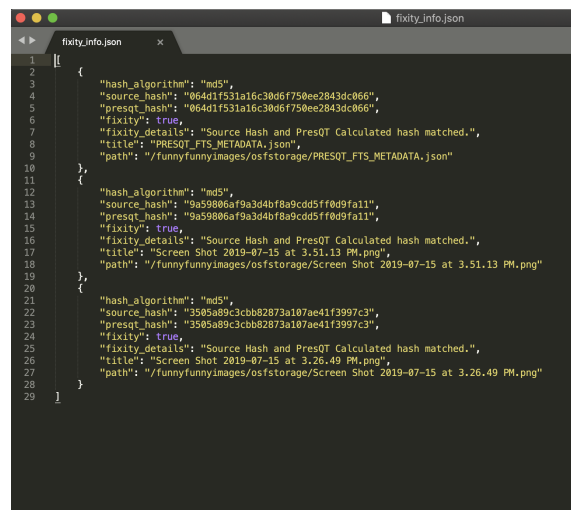 fixity_info.json
fixity_info.json ×
1 [
2 {
3 "hash_algorithm": "md5",
4 "source_hash": "064d1f531a16c30d6f750ee2843dc066",
5 "presqt_hash": "064d1f531a16c30d6f750ee2843dc066",
6 "fixity": true,
7 "fixity_details": "Source Hash and PresQT Calculated hash matched.",
8 "title": "PRESQT_FTS_METADATA.json",
9 "path": "/funnyfunnyimages/osfstorage/PRESQT_FTS_METADATA.json"
10 },
11 {
12 "hash_algorithm": "md5",
13 "source_hash": "9a59806af9a3d4bf8a9cdd5ff0d9fa11",
14 "presqt_hash": "9a59806af9a3d4bf8a9cdd5ff0d9fa11",
15 "fixity": true,
16 "fixity_details": "Source Hash and PresQT Calculated hash matched.",
17 "title": "Screen Shot 2019-07-15 at 3.51.13 PM.png",
18 "path": "/funnyfunnyimages/osfstorage/Screen Shot 2019-07-15 at 3.51.13 PM.png"
19 },
20 {
21 "hash_algorithm": "md5",
22 "source_hash": "3505a89c3cbb82873a107ae41f3997c3",
23 "presqt_hash": "3505a89c3cbb82873a107ae41f3997c3",
24 "fixity": true,
25 "fixity_details": "Source Hash and PresQT Calculated hash matched.",
26 "title": "Screen Shot 2019-07-15 at 3.26.49 PM.png",
27 "path": "/funnyfunnyimages/osfstorage/Screen Shot 2019-07-15 at 3.26.49 PM.png"
28 }
29 ]